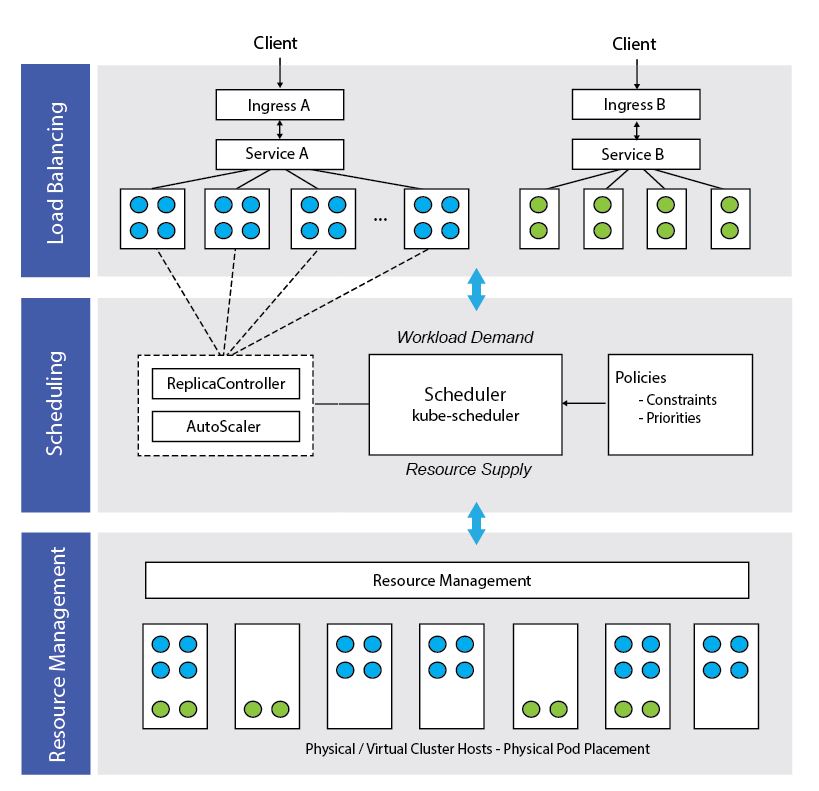 Client
Client
Load Balancing
Ingress A
Ingress B
Service A
Service B
...
Scheduling
Workload Demand
ReplicaController
AutoScaler
Scheduler
kube-scheduler
Policies
- Constraints
- Priorities
Resource Supply
Resource Management
Resource Management
Physical / Virtual Cluster Hosts - Physical Pod Placement